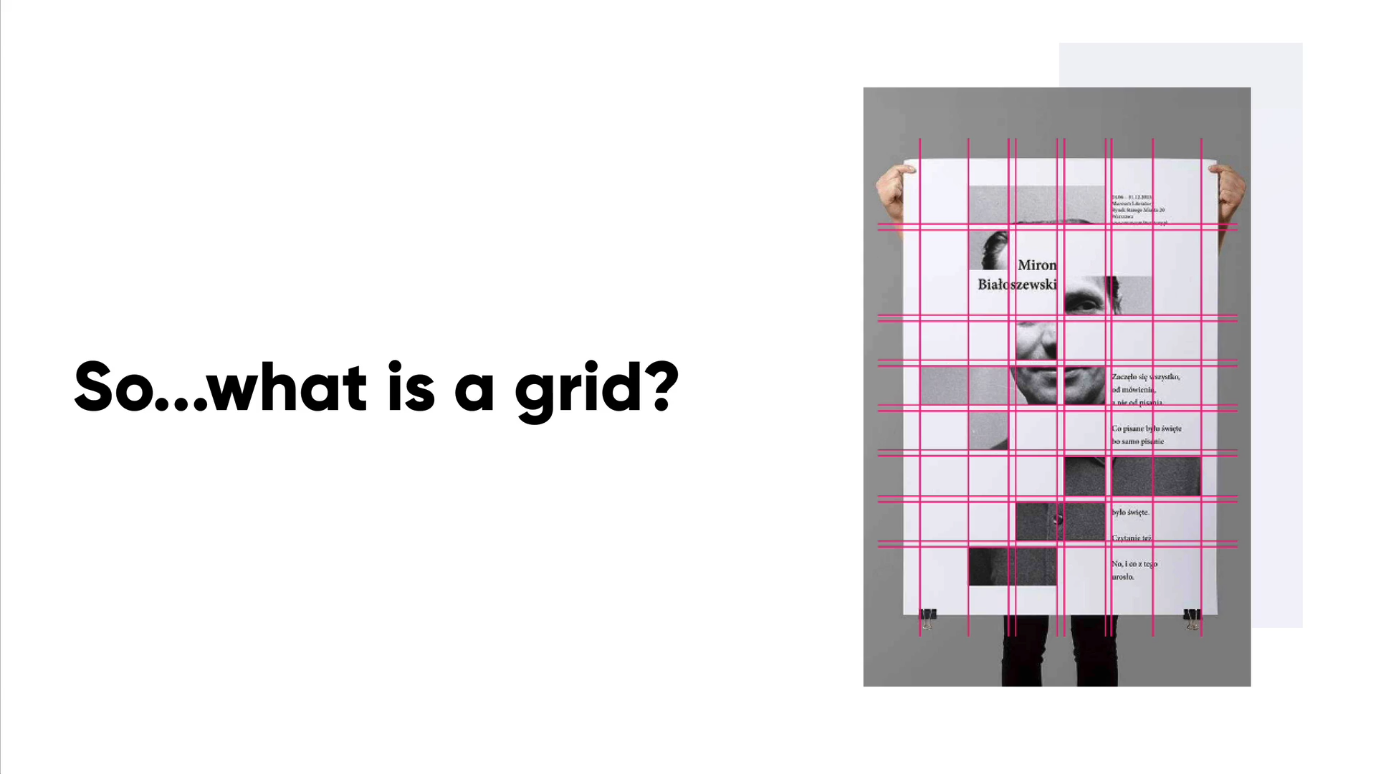 So...what is a grid?
Miron
Białoszewski
Zaczęło się wszystko,
od mówienia,
a nie od pisania.
Co pisane było święte
bo samo pisanie
było święte.
Czytanie też
No, i co z tego
urosło.